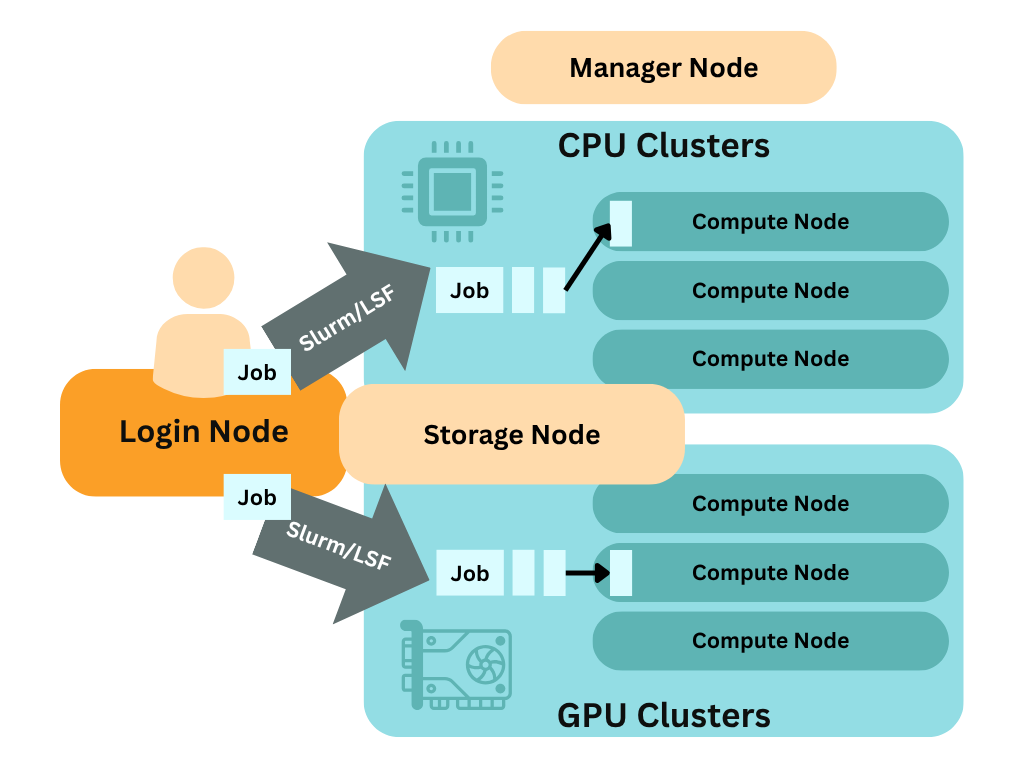 Manager Node
CPU Clusters
Compute Node
Compute Node
Compute Node
Slurm/LSF
Job
Job
Login Node
Storage Node
Job
Slurm/LSF
Job
Compute Node
Compute Node
Compute Node
GPU Clusters